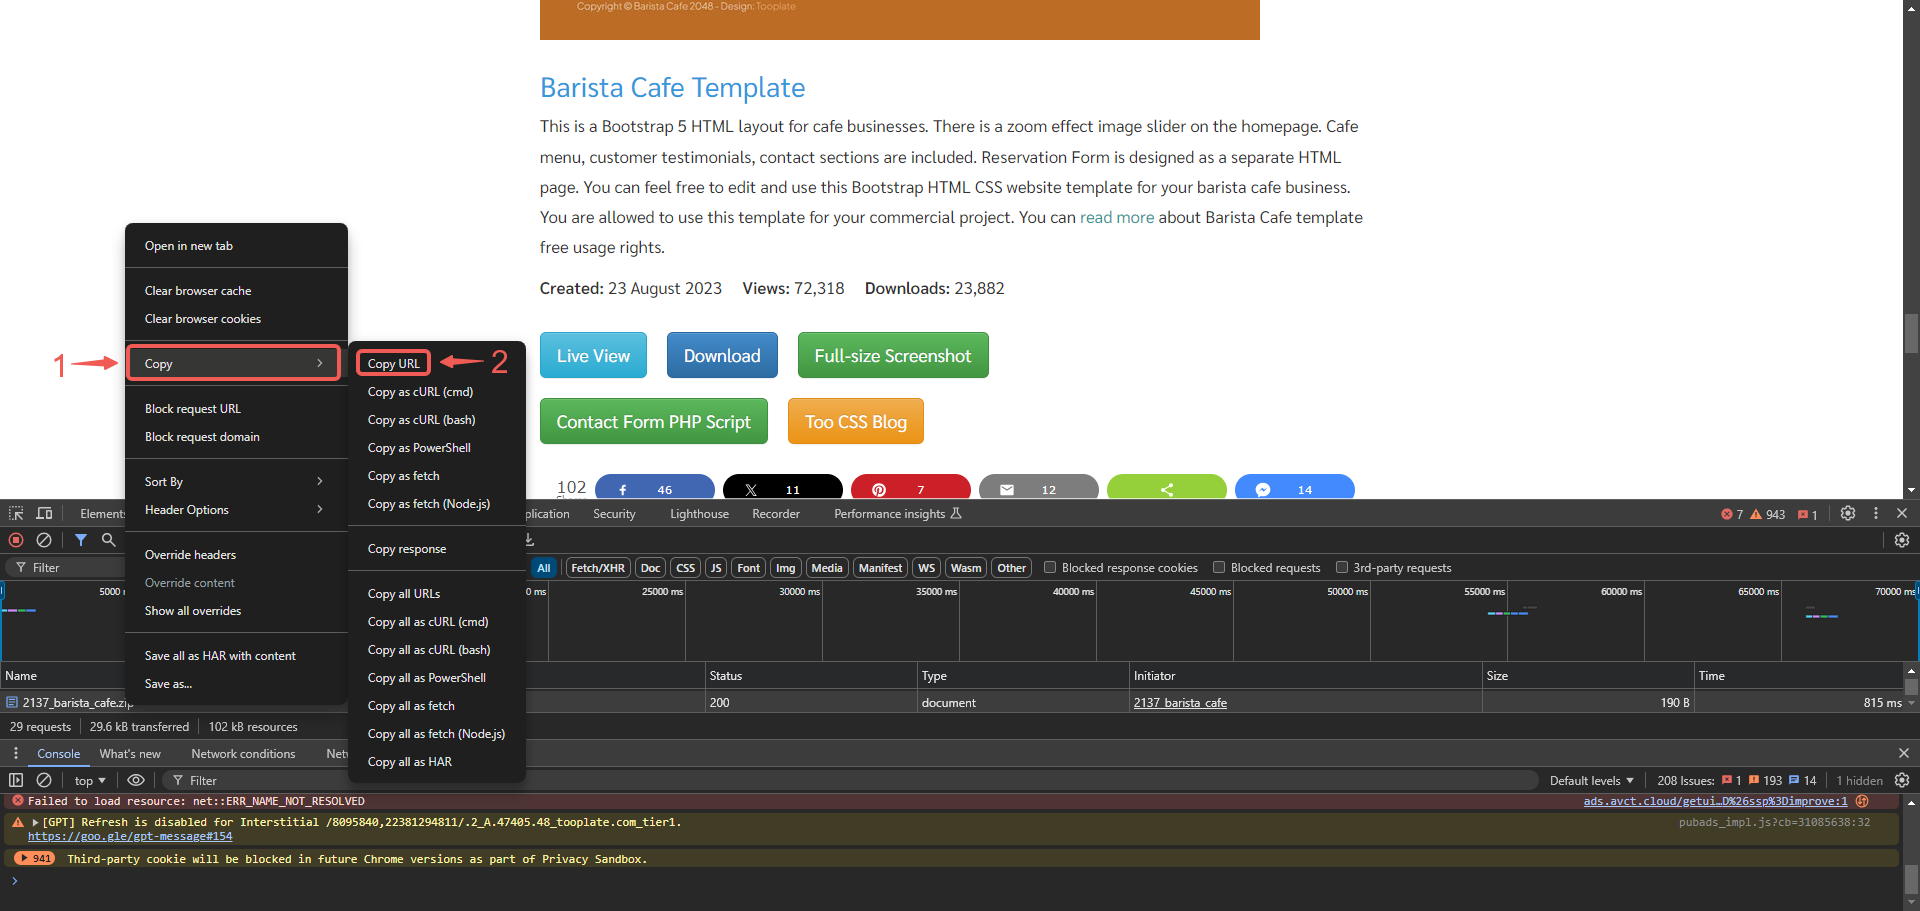 Copyright © Barista Cafe 2048 - Design: Tooplate
Barista Cafe Template
This is a Bootstrap 5 HTML layout for cafe businesses. There is a zoom effect image slider on the homepage. Cafe
menu, customer testimonials, contact sections are included. Reservation Form is designed as a separate HTML
page. You can feel free to edit and use this Bootstrap HTML CSS website template for your barista cafe business.
You are allowed to use this template for your commercial project. You can read more about Barista Cafe template
free usage rights.
Created: 23 August 2023 Views: 72,318 Downloads: 23,882
Live View Download Full-size Screenshot
Contact Form PHP Script Too CSS Blog
102 46 11 7 12 14
Open in new tab
Clear browser cache
Clear browser cookies
1 Copy
Block request URL
Block request domain
Sort By
Header Options
Override headers
Override content
Show all overrides
Save all as HAR with content
Save as...
Copy URL 2
Copy as cURL (cmd)
Copy as cURL (bash)
Copy as PowerShell
Copy as fetch
Copy as fetch (Node.js)
Copy response
Copy all URLs
Copy all as cURL (cmd)
Copy all as cURL (bash)
Copy all as PowerShell
Copy all as fetch
Copy all as fetch (Node.js)
Copy all as HAR
Elements plication Security Lighthouse Recorder Performance insights 7 943 1
Filter All Fetch/XHR Doc CSS JS Font Img Media Manifest WS Wasm Other Blocked response cookies Blocked requests 3rd-party requests
5000 ms 25000 ms 30000 ms 35000 ms 40000 ms 45000 ms 50000 ms 55000 ms 60000 ms 65000 ms 70000 ms
Name Status Type Initiator Size Time
2137_barista_cafe.zip 200 document 2137_barista_cafe 190 B 815 ms
29 requests 29.6 kB transferred 102 kB resources
Console What's new Network conditions Net
top Filter Default levels 208 Issues: 1 193 14 1 hidden
Failed to load resource: net::ERR_NAME_NOT_RESOLVED ads.avct.cloud/getui…D%26ssp%3Dimprove:1
[GPT] Refresh is disabled for Interstitial /8095840,22381294811/.2_A.47405.48_tooplate.com_tier1. pubads_impl.js?cb=31085638:32
https://goo.gle/gpt-message#154
941 Third-party cookie will be blocked in future Chrome versions as part of Privacy Sandbox.